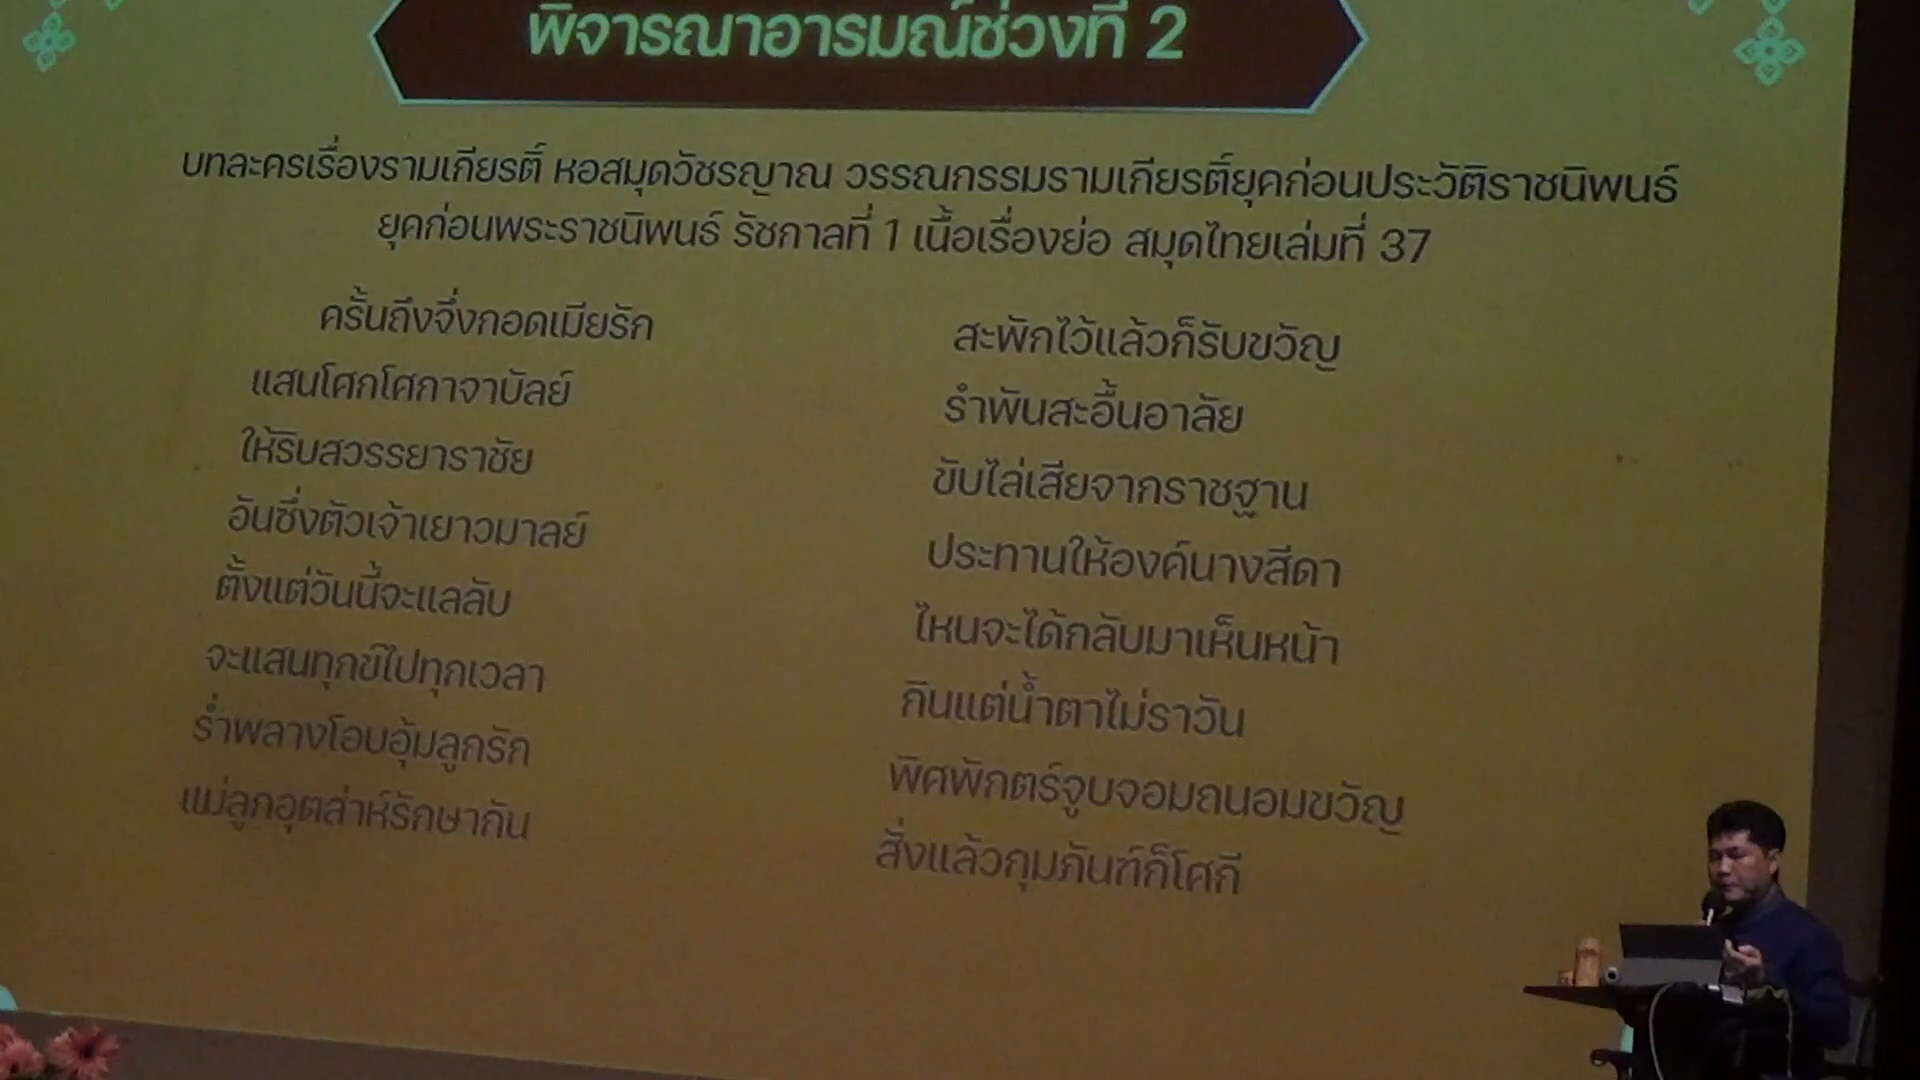 พิจารณาอารมณ์ช่วงที่ 2
บทละครเรื่องรามเกียรติ์ หอสมุดวัชรญาณ วรรณกรรมรามเกียรติ์ยุคก่อนประวัติราชนิพนธ์
ยุคก่อนพระราชนิพนธ์ รัชกาลที่ 1 เนื้อเรื่องย่อ สมุดไทยเล่มที่ 37
ครั้นถึงจึ่งกอดเมียรัก สะพักไว้แล้วก็รับขวัญ
แสนโศกโศกาจาบัลย์ รำพันสะอื้นอาลัย
ให้ริบสวรรยาราชัย ขับไล่เสียจากราชฐาน
อันซึ่งตัวเจ้าเยาวมาลย์ ประทานให้องค์นางสีดา
ตั้งแต่วันนี้จะแลลับ ไหนจะได้กลับมาเห็นหน้า
จะแสนทุกข์ไปทุกเวลา กินแต่น้ำตาไม่ราวัน
ร่ำพลางโอบอุ้มลูกรัก พิศพักตร์จูบจอมถนอมขวัญ
แม่ลูกอุตส่าห์รักษากัน สั่งแล้วกุมภัณฑ์ก็โศกี